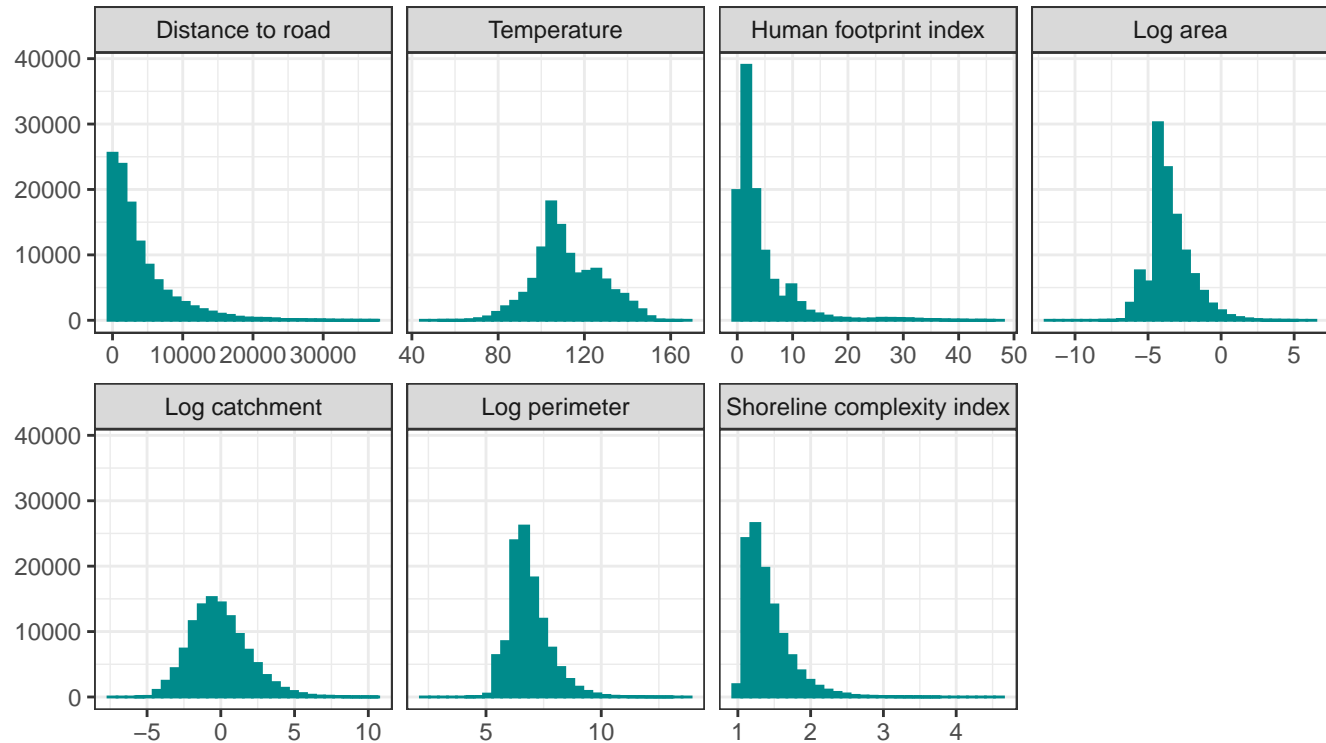 Distance to road Temperature Human footprint index Log area
40000
30000
20000
10000
0
0 10000 20000 30000 40 80 120 160 0 10 20 30 40 50 −10 −5 0 5
Log catchment Log perimeter Shoreline complexity index
40000
30000
20000
10000
0
−5 0 5 10 5 10 1 2 3 4